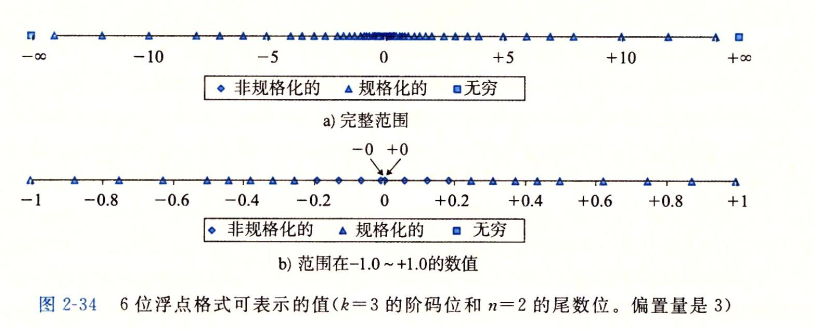 −∞ −10 −5 0 +5 +10 +∞
非规格化的 规格化的 无穷
a) 完整范围
−0 +0
−1 −0.8 −0.6 −0.4 −0.2 0 +0.2 +0.4 +0.6 +0.8 +1
非规格化的 规格化的 无穷
b) 范围在−1.0～+1.0的数值
图 2-34 6 位浮点格式可表示的值(k=3 的阶码位和 n=2 的尾数位。偏置量是 3)